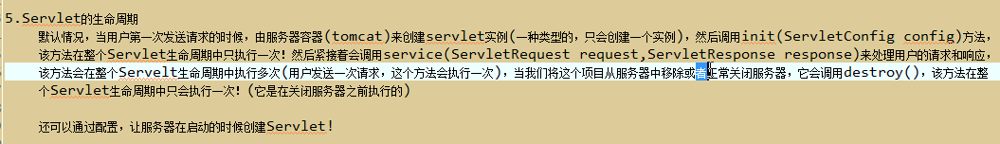 5.Servlet的生命周期
默认情况，当用户第一次发送请求的时候，由服务器容器(tomcat)来创建servlet实例(一种类型的，只会创建一个实例)，然后调用init(ServletConfig config)方法，
该方法在整个Servlet生命周期中只执行一次！然后紧接着会调用service(ServletRequest request,ServletResponse response)来处理用户的请求和响应，
该方法会在整个Servelt生命周期中执行多次(用户发送一次请求，这个方法会执行一次)，当我们将这个项目从服务器中移除或者正常关闭服务器，它会调用destroy()，该方法在整
个Servlet生命周期中只会执行一次！(它是在关闭服务器之前执行的)
还可以通过配置，让服务器在启动的时候创建Servlet！